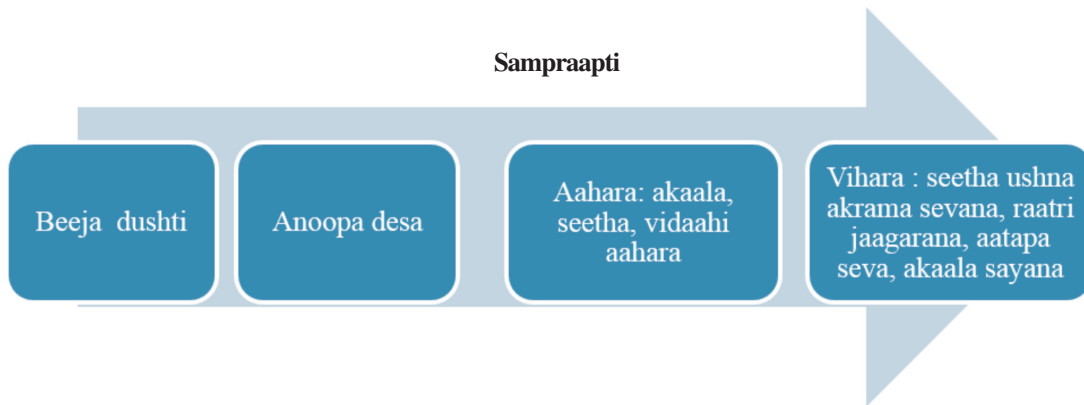 Sampraapti
Beeja dushti
Anoopa desa
Aahara: akaala,
seetha, vidaahi
aahara
Vihara : seetha ushna
akrama sevana, raatri
jaagarana, aatapa
seva, akaala sayana